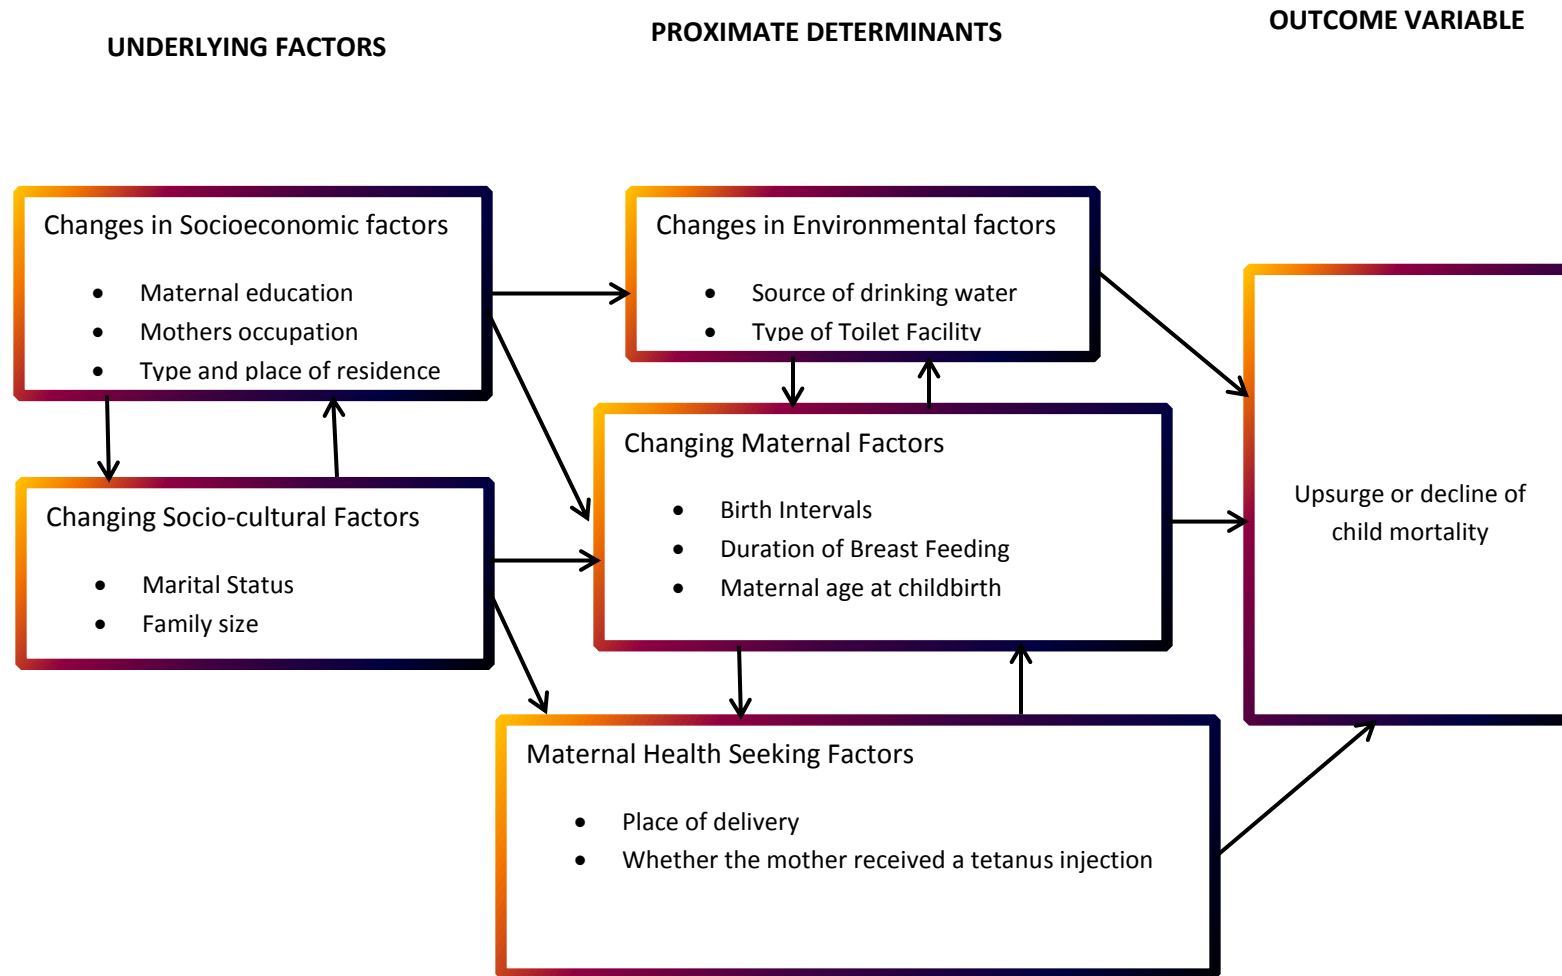 UNDERLYING FACTORS
PROXIMATE DETERMINANTS
OUTCOME VARIABLE
Changes in Socioeconomic factors
• Maternal education
• Mothers occupation
• Type and place of residence
Changing Socio-cultural Factors
• Marital Status
• Family size
Changes in Environmental factors
• Source of drinking water
• Type of Toilet Facility
Changing Maternal Factors
• Birth Intervals
• Duration of Breast Feeding
• Maternal age at childbirth
Maternal Health Seeking Factors
• Place of delivery
• Whether the mother received a tetanus injection
Upsurge or decline of
child mortality